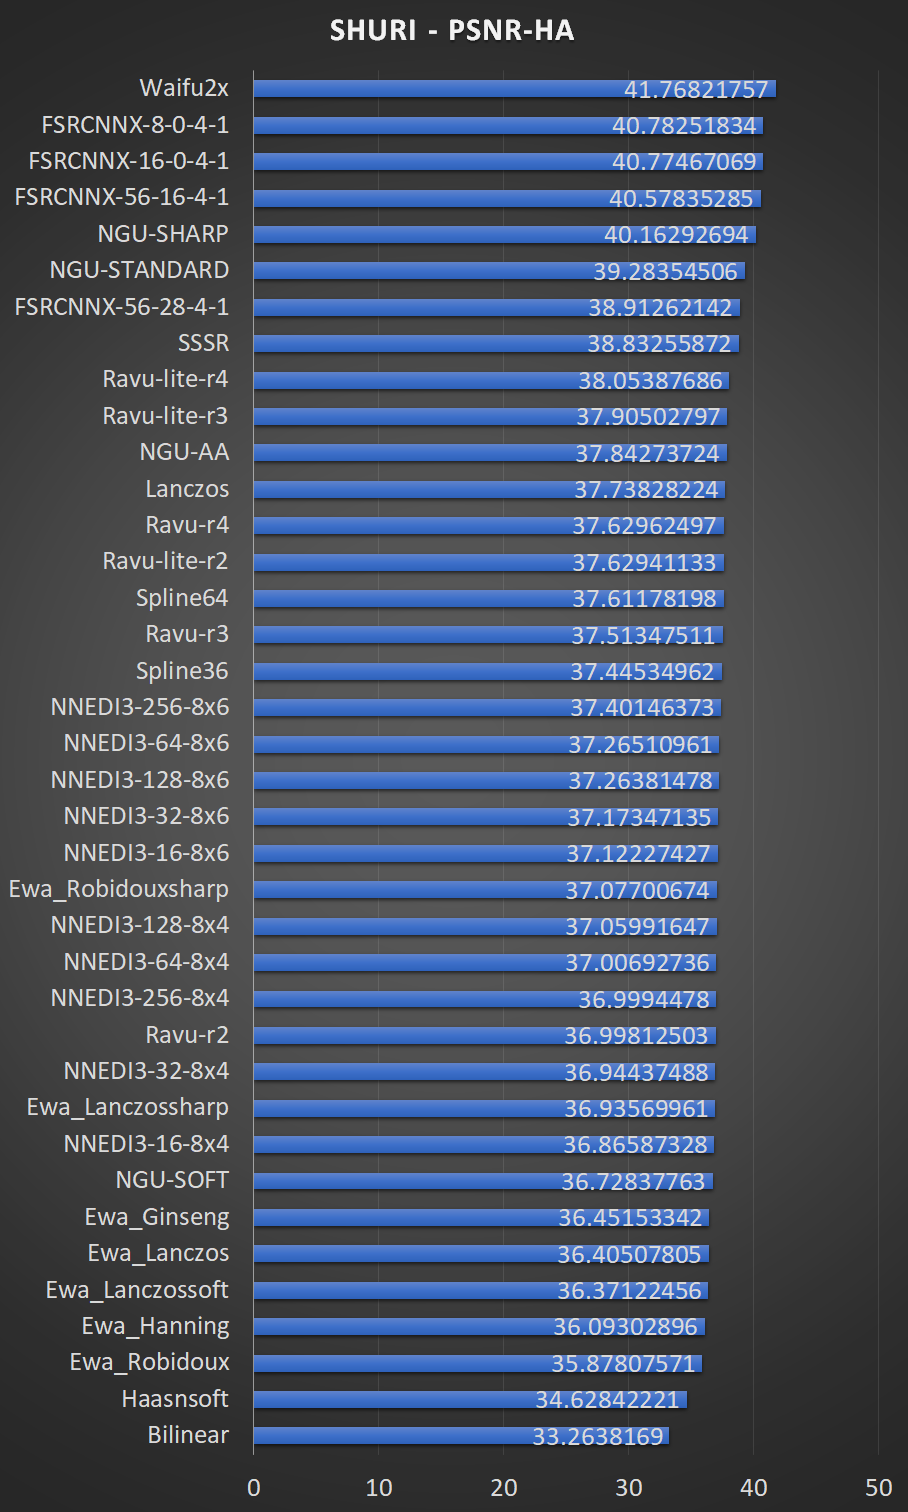 SHURI - PSNR-HA
Waifu2x 41.76821757
FSRCNNX-8-0-4-1 40.78251834
FSRCNNX-16-0-4-1 40.77467069
FSRCNNX-56-16-4-1 40.57835285
NGU-SHARP 40.16292694
NGU-STANDARD 39.28354506
FSRCNNX-56-28-4-1 38.91262142
SSSR 38.83255872
Ravu-lite-r4 38.05387686
Ravu-lite-r3 37.90502797
NGU-AA 37.84273724
Lanczos 37.73828224
Ravu-r4 37.62962497
Ravu-lite-r2 37.62941133
Spline64 37.61178198
Ravu-r3 37.51347511
Spline36 37.44534962
NNEDI3-256-8x6 37.40146373
NNEDI3-64-8x6 37.26510961
NNEDI3-128-8x6 37.26381478
NNEDI3-32-8x6 37.17347135
NNEDI3-16-8x6 37.12227427
Ewa_Robidouxsharp 37.07700674
NNEDI3-128-8x4 37.05991647
NNEDI3-64-8x4 37.00692736
NNEDI3-256-8x4 36.9994478
Ravu-r2 36.99812503
NNEDI3-32-8x4 36.94437488
Ewa_Lanczossharp 36.93569961
NNEDI3-16-8x4 36.86587328
NGU-SOFT 36.72837763
Ewa_Ginseng 36.45153342
Ewa_Lanczos 36.40507805
Ewa_Lanczossoft 36.37122456
Ewa_Hanning 36.09302896
Ewa_Robidoux 35.87807571
Haasnsoft 34.62842221
Bilinear 33.2638169
0 10 20 30 40 50